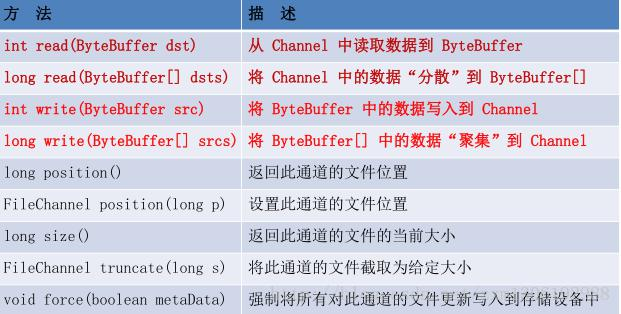 方 法 描 述
int read(ByteBuffer dst) 从 Channel 中读取数据到 ByteBuffer
long read(ByteBuffer[] dsts) 将 Channel 中的数据“分散”到 ByteBuffer[]
int write(ByteBuffer src) 将 ByteBuffer 中的数据写入到 Channel
long write(ByteBuffer[] srcs) 将 ByteBuffer[] 中的数据“聚集”到 Channel
long position() 返回此通道的文件位置
FileChannel position(long p) 设置此通道的文件位置
long size() 返回此通道的文件的当前大小
FileChannel truncate(long s) 将此通道的文件截取为给定大小
void force(boolean metaData) 强制将所有对此通道的文件更新写入到存储设备中